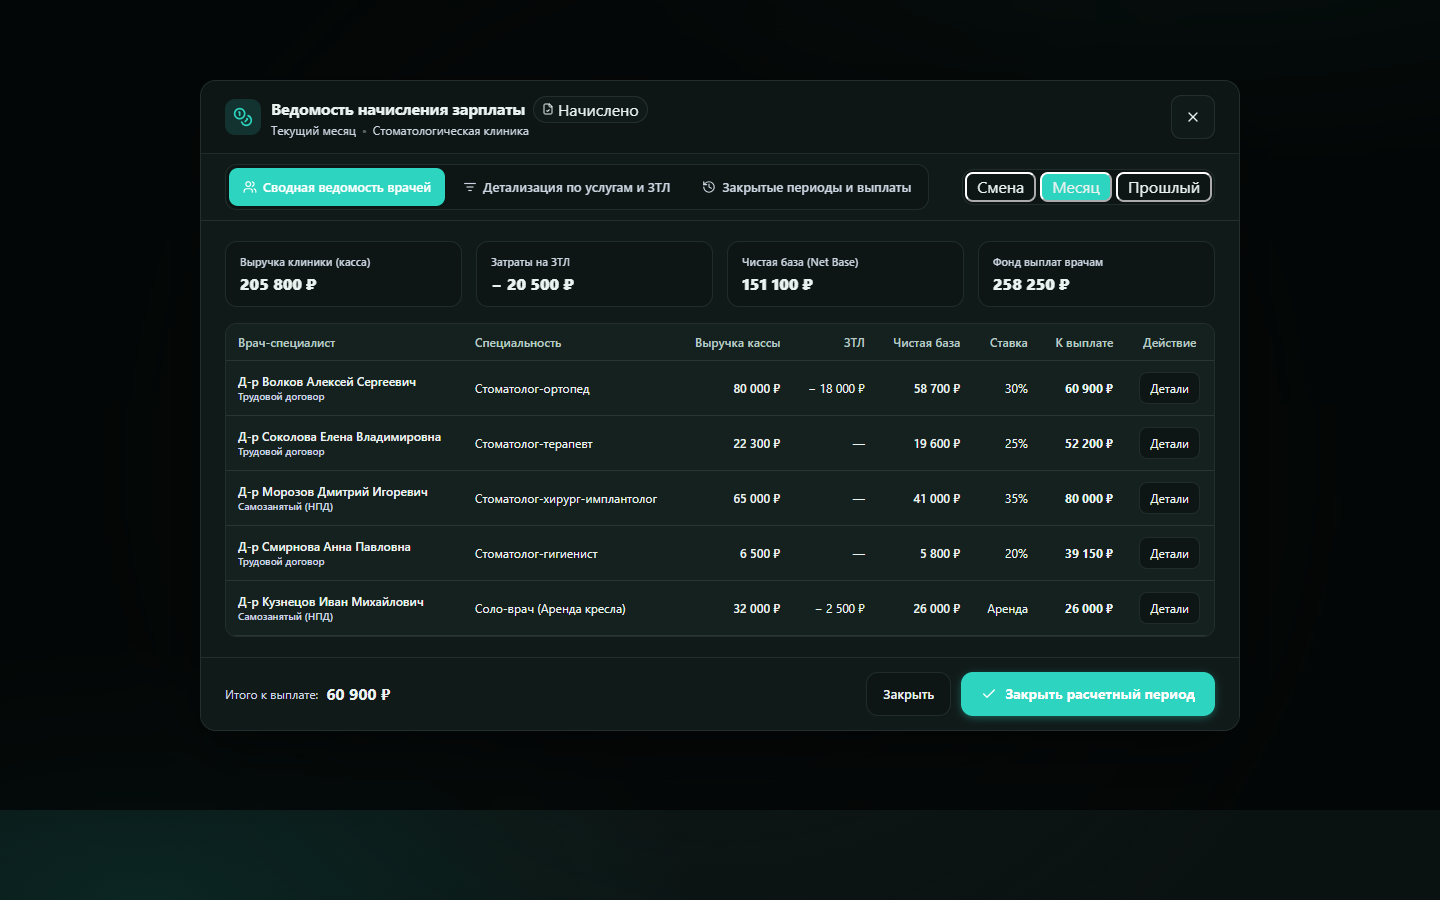 Ведомость начисления зарплаты
Начислено
Текущий месяц • Стоматологическая клиника
Сводная ведомость врачей
Детализация по услугам и ЗТЛ
Закрытые периоды и выплаты
Смена
Месяц
Прошлый
Выручка клиники (касса)
205 800 ₽
Затраты на ЗТЛ
− 20 500 ₽
Чистая база (Net Base)
151 100 ₽
Фонд выплат врачам
258 250 ₽
Врач-специалист Специальность Выручка кассы ЗТЛ Чистая база Ставка К выплате Действие
Д-р Волков Алексей Сергеевич
Трудовой договор
Стоматолог-ортопед 80 000 ₽ − 18 000 ₽ 58 700 ₽ 30% 60 900 ₽ Детали
Д-р Соколова Елена Владимировна
Трудовой договор
Стоматолог-терапевт 22 300 ₽ — 19 600 ₽ 25% 52 200 ₽ Детали
Д-р Морозов Дмитрий Игоревич
Самозанятый (НПД)
Стоматолог-хирург-имплантолог 65 000 ₽ — 41 000 ₽ 35% 80 000 ₽ Детали
Д-р Смирнова Анна Павловна
Трудовой договор
Стоматолог-гигиенист 6 500 ₽ — 5 800 ₽ 20% 39 150 ₽ Детали
Д-р Кузнецов Иван Михайлович
Самозанятый (НПД)
Соло-врач (Аренда кресла) 32 000 ₽ − 2 500 ₽ 26 000 ₽ Аренда 26 000 ₽ Детали
Итого к выплате: 60 900 ₽
Закрыть
Закрыть расчетный период